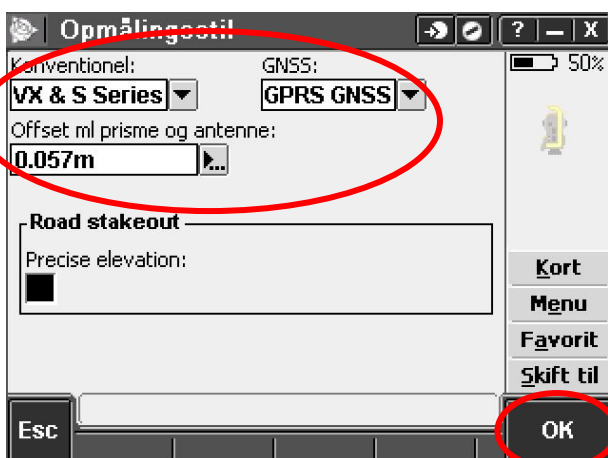 Opmålingsstil ? – X
Konventionel: GNSS: 50%
VX & S Series GPRS GNSS
Offset ml prisme og antenne:
0.057m
Road stakeout
Precise elevation:
Kort
Menu
Favorit
Skift til
Esc OK